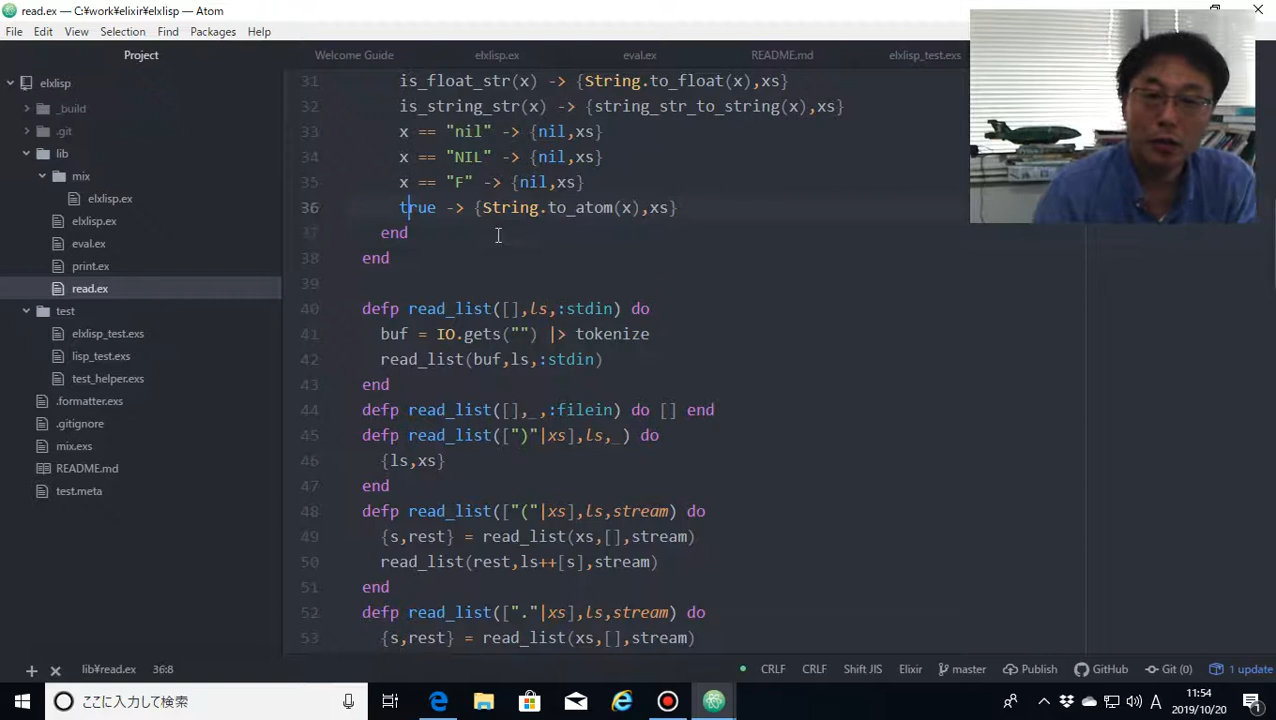 read.ex — C:¥work¥elixir¥elxlisp — Atom
File Edit View Selection Find Packages Help
Project
Welcome Guide elxlisp.ex eval.ex README.md elxlisp_test.exs
elxlisp
_build
.git
lib
mix
elxlisp.ex
elxlisp.ex
eval.ex
print.ex
read.ex
test
elxlisp_test.exs
lisp_test.exs
test_helper.exs
.formatter.exs
.gitignore
mix.exs
README.md
test.meta
31 is_float_str(x) -> {String.to_float(x),xs}
32 is_string_str(x) -> {string_str_to_string(x),xs}
33 x == "nil" -> {nil,xs}
34 x == "NIL" -> {nil,xs}
35 x == "F" -> {nil,xs}
36 true -> {String.to_atom(x),xs}
37 end
38 end
39
40 defp read_list([],ls,:stdin) do
41 buf = IO.gets("") |> tokenize
42 read_list(buf,ls,:stdin)
43 end
44 defp read_list([],_,:filein) do [] end
45 defp read_list([")"|xs],ls,_) do
46 {ls,xs}
47 end
48 defp read_list(["("|xs],ls,stream) do
49 {s,rest} = read_list(xs,[],stream)
50 read_list(rest,ls++[s],stream)
51 end
52 defp read_list(["."|xs],ls,stream) do
53 {s,rest} = read_list(xs,[],stream)
lib¥read.ex 36:8 CRLF CRLF Shift JIS Elixir master Publish GitHub Git (0) 1 update
ここに入力して検索
A 11:54
2019/10/20
1